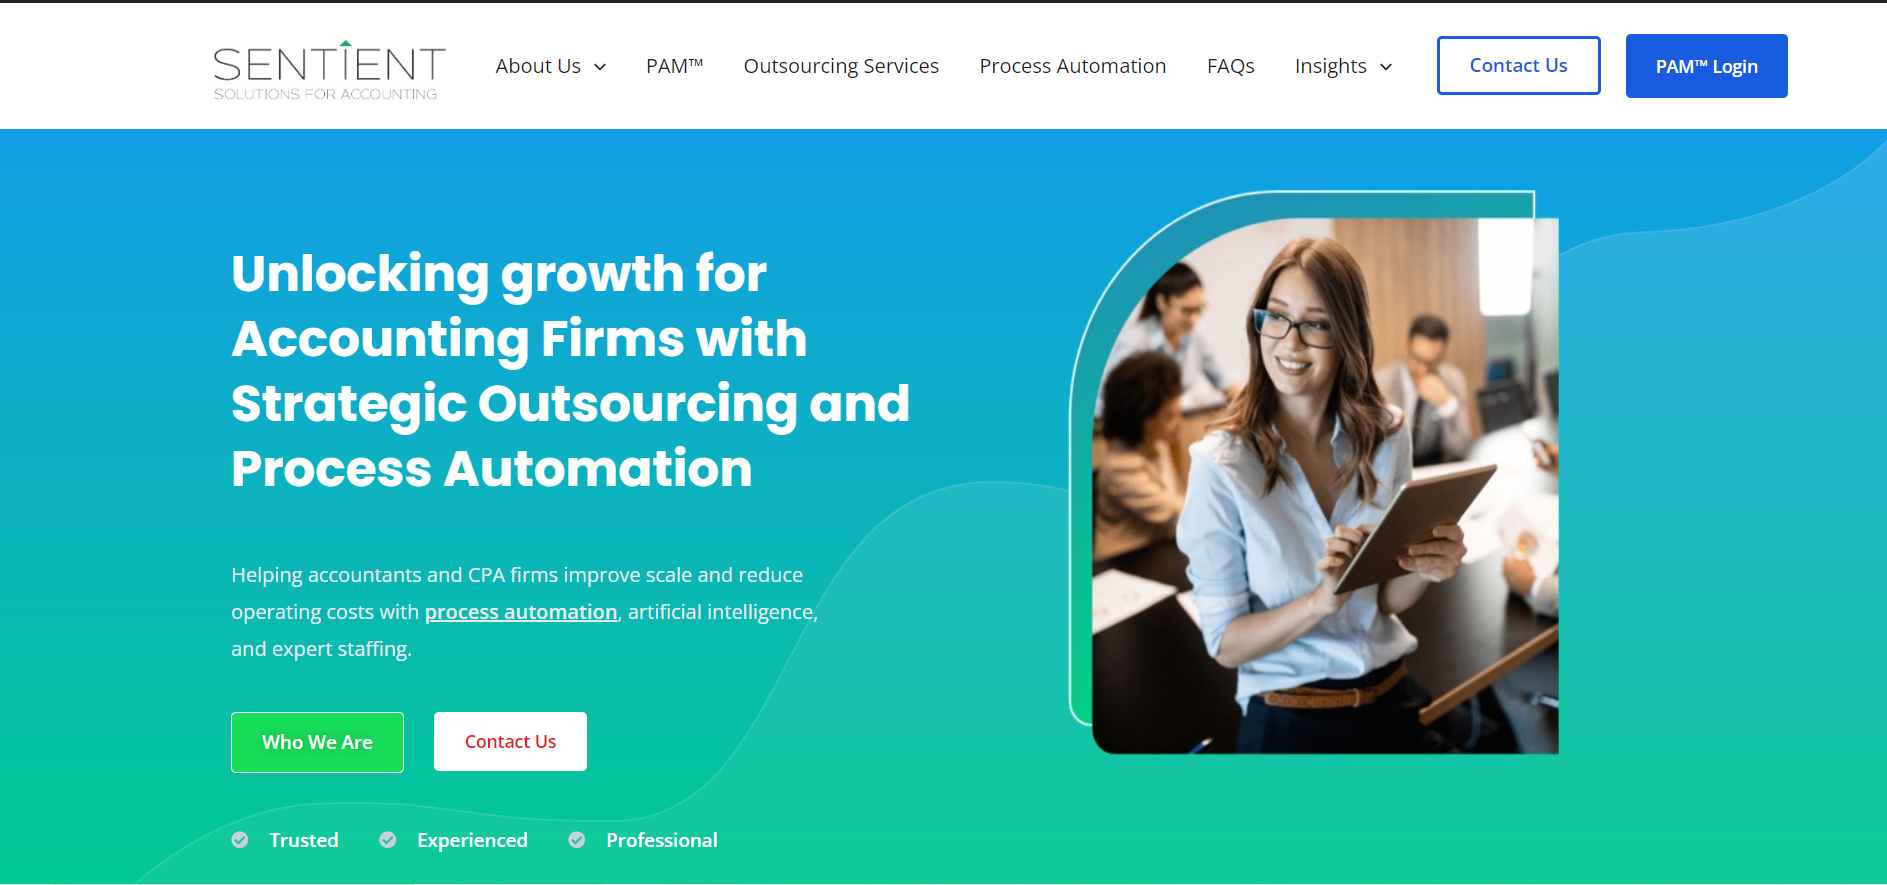 SENTIENT
SOLUTIONS FOR ACCOUNTING
About Us
PAM™
Outsourcing Services
Process Automation
FAQs
Insights
Contact Us
PAM™ Login
Unlocking growth for
Accounting Firms with
Strategic Outsourcing and
Process Automation
Helping accountants and CPA firms improve scale and reduce
operating costs with process automation, artificial intelligence,
and expert staffing.
Who We Are
Contact Us
Trusted
Experienced
Professional